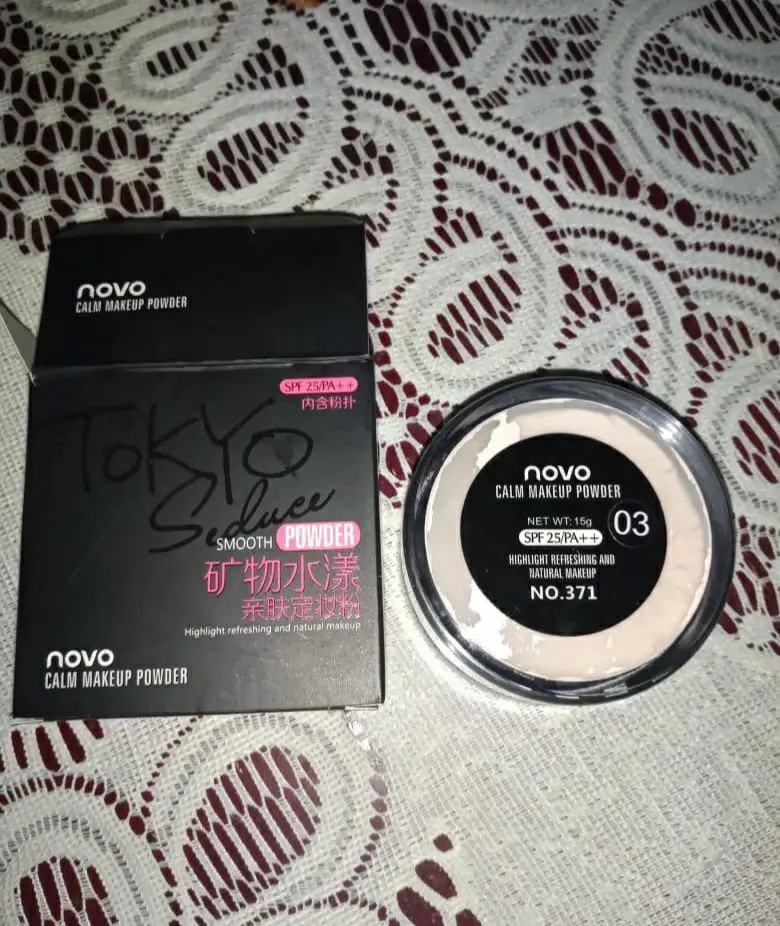 novo
CALM MAKEUP POWDER
SPF 25/PA++
内含粉扑
TOKYO
Seduce
SMOOTH POWDER
矿物水漾
亲肤定妆粉
Highlight refreshing and natural makeup
novo
CALM MAKEUP POWDER
novo
CALM MAKEUP POWDER
NET WT: 15g
03
SPF 25/PA++
HIGHLIGHT REFRESHING AND
NATURAL MAKEUP
NO.371